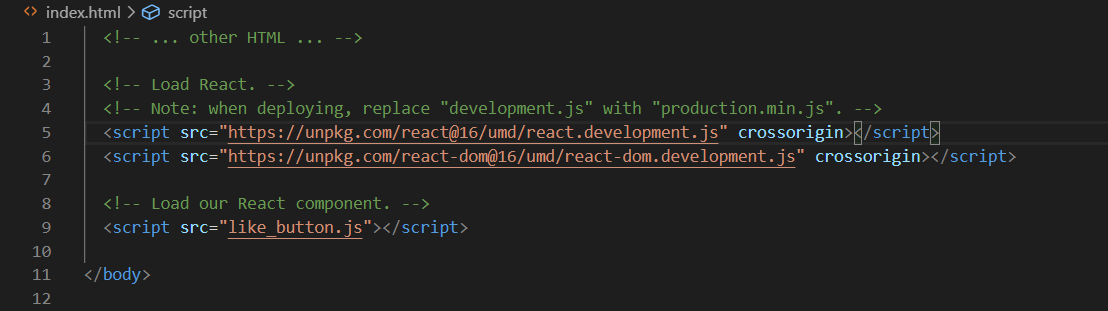 index.html > script
1 <!-- ... other HTML ... -->
2
3 <!-- Load React. -->
4 <!-- Note: when deploying, replace "development.js" with "production.min.js". -->
5 <script src="https://unpkg.com/react@16/umd/react.development.js" crossorigin></script>
6 <script src="https://unpkg.com/react-dom@16/umd/react-dom.development.js" crossorigin></script>
7
8 <!-- Load our React component. -->
9 <script src="like_button.js"></script>
10
11 </body>
12